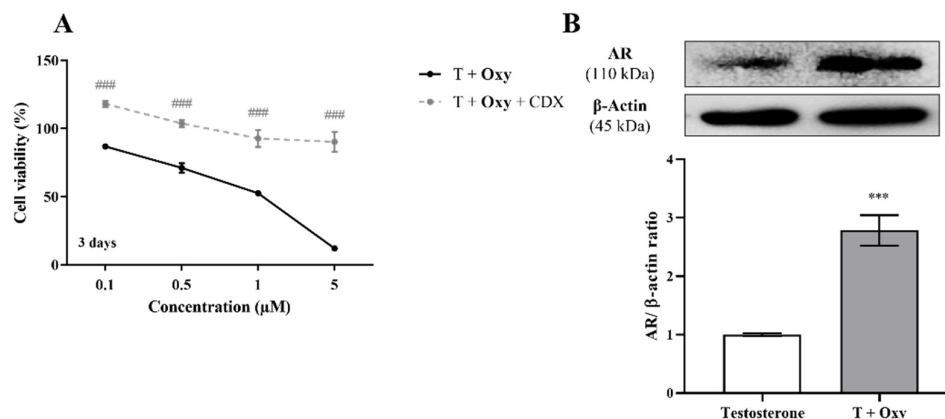 A
150
100
50
0
Cell viability (%)
###
###
###
###
3 days
0.1
0.5
1
5
Concentration (µM)
T + Oxy
T + Oxy + CDX
B
AR
(110 kDa)
β-Actin
(45 kDa)
4
3
2
1
0
AR/ β-actin ratio
***
Testosterone
T + Oxy